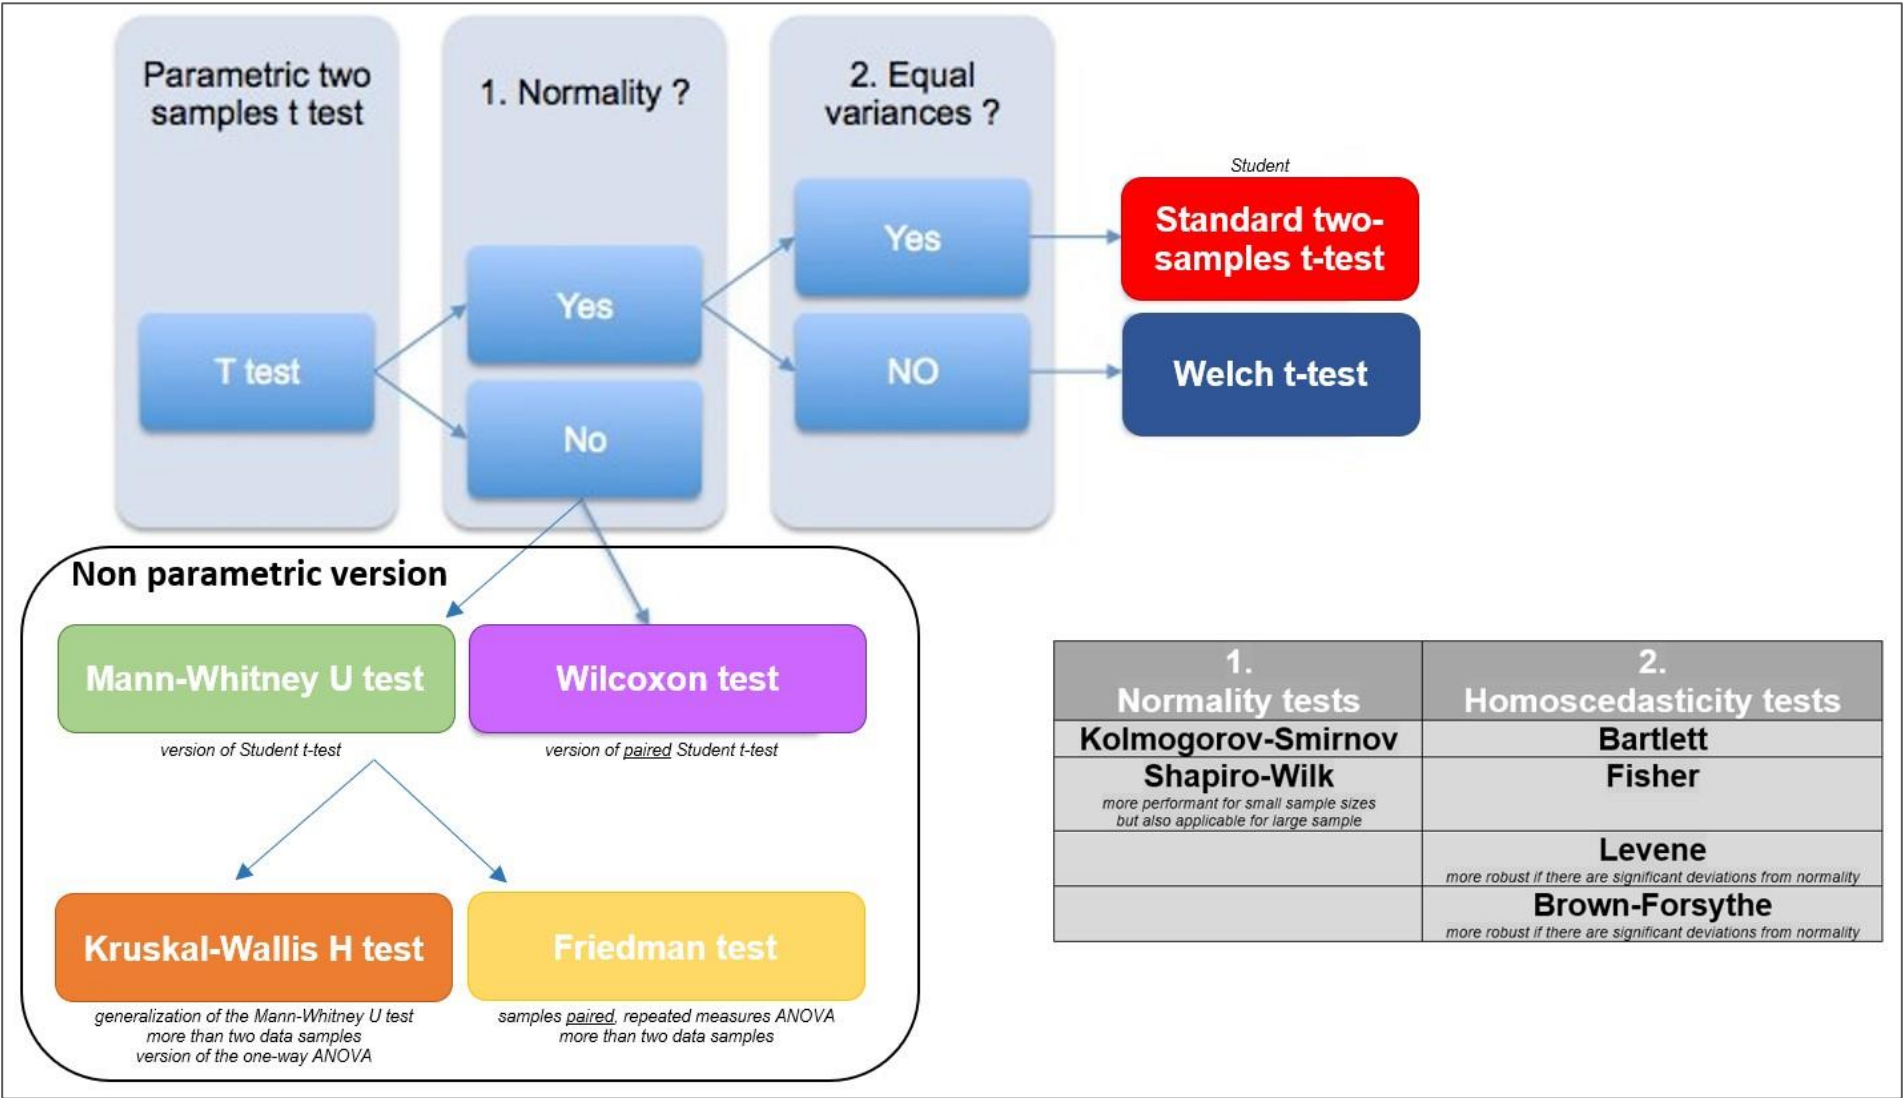 Parametric two
samples t test
1. Normality ?
2. Equal
variances ?
Student
Yes
Standard two-
samples t-test
Yes
T test
NO
Welch t-test
No
Non parametric version
Mann-Whitney U test
Wilcoxon test
version of Student t-test
version of paired Student t-test
Kruskal-Wallis H test
Friedman test
generalization of the Mann-Whitney U test
more than two data samples
version of the one-way ANOVA
samples paired, repeated measures ANOVA
more than two data samples
1.
Normality tests
2.
Homoscedasticity tests
Kolmogorov-Smirnov
Bartlett
Shapiro-Wilk
more performant for small sample sizes
but also applicable for large sample
Fisher
Levene
more robust if there are significant deviations from normality
Brown-Forsythe
more robust if there are significant deviations from normality